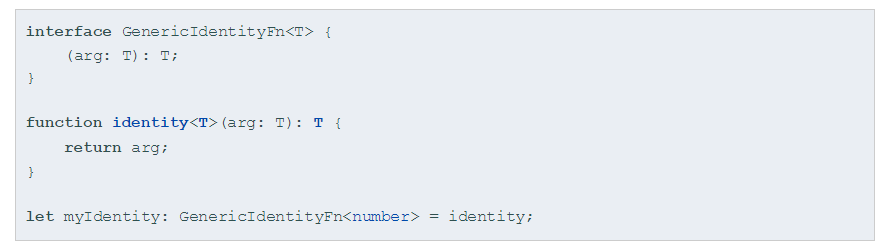 interface GenericIdentityFn<T> {
    (arg: T): T;
}
function identity<T>(arg: T): T {
    return arg;
}
let myIdentity: GenericIdentityFn<number> = identity;